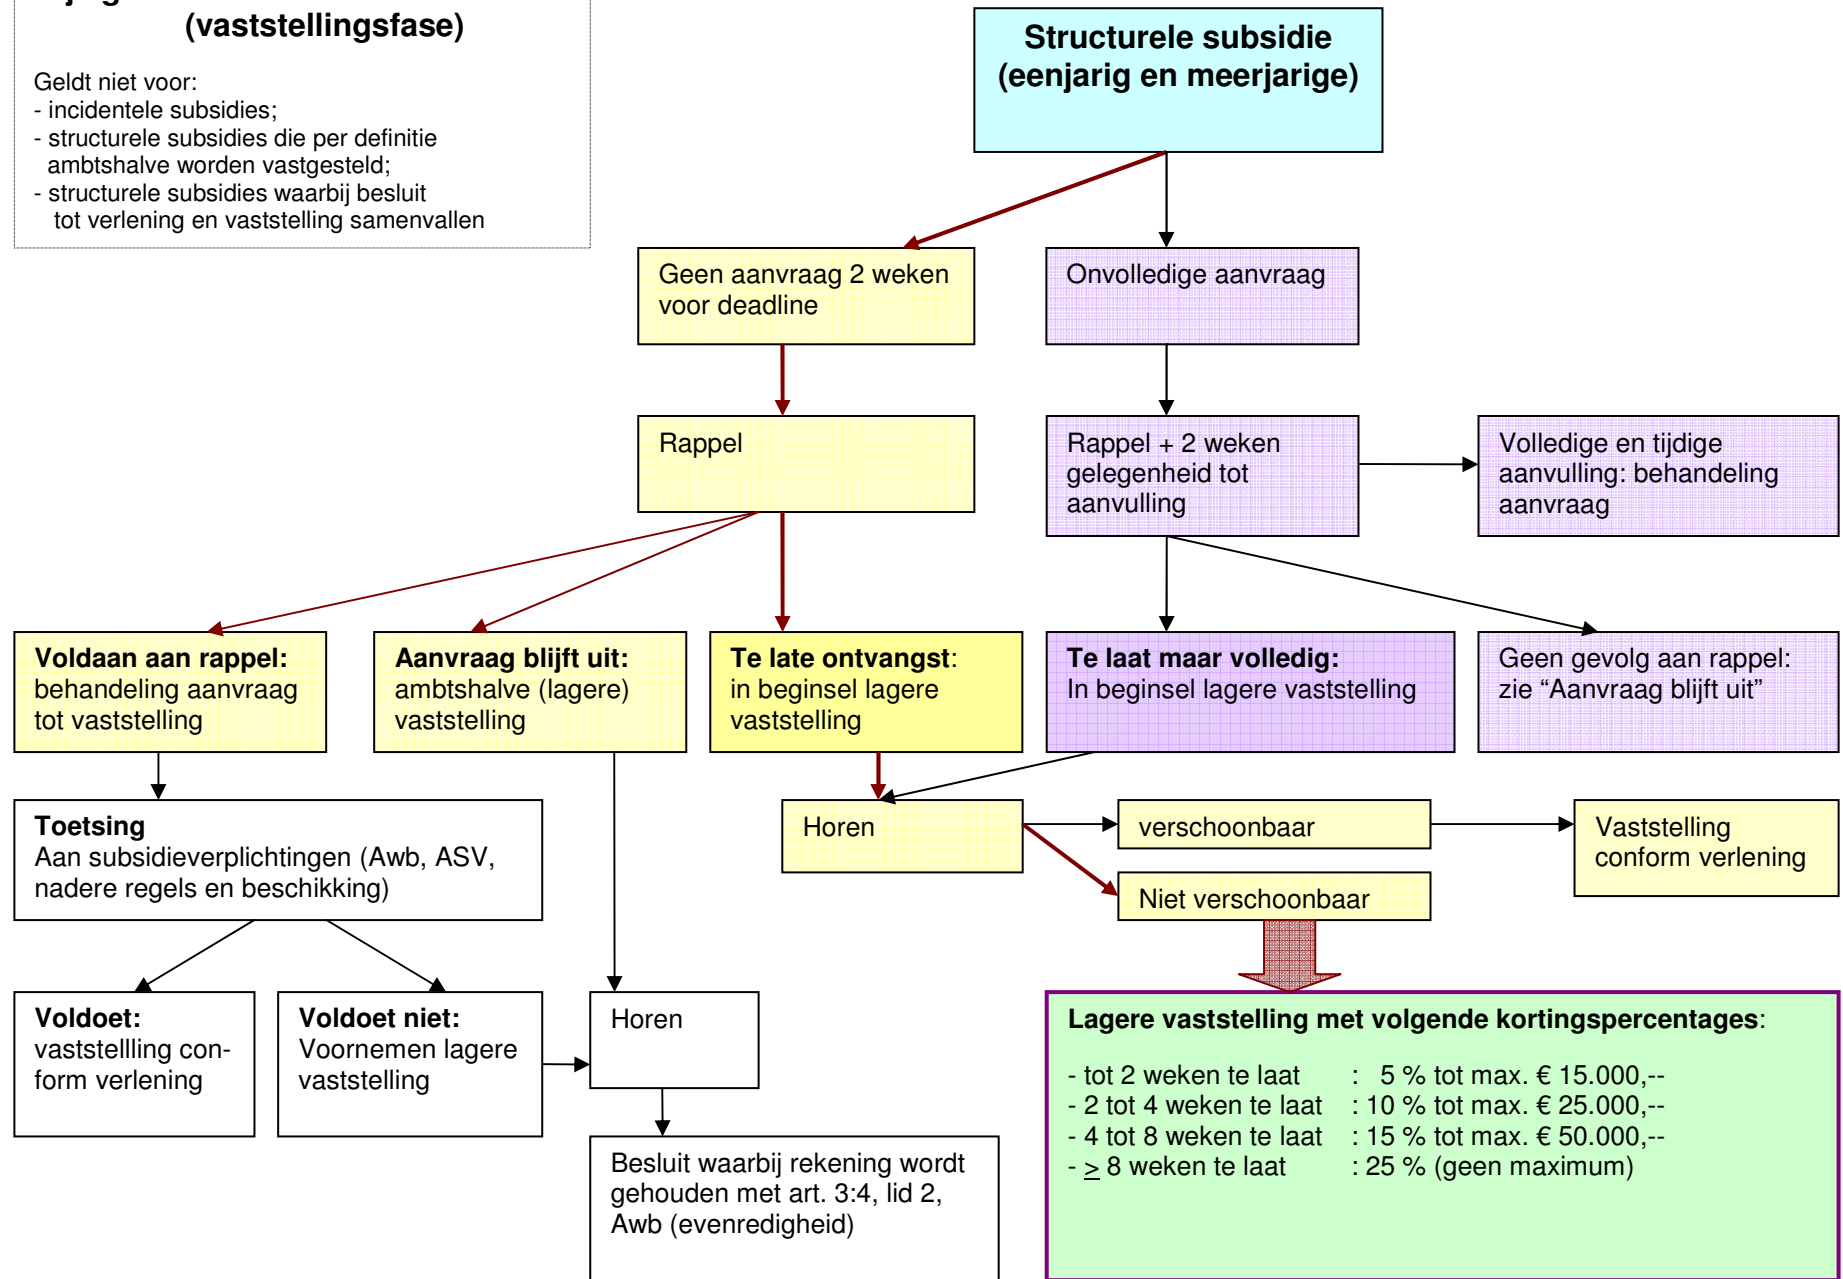 (vaststellingsfase)
Geldt niet voor:
- incidentele subsidies;
- structurele subsidies die per definitie
ambtshalve worden vastgesteld;
- structurele subsidies waarbij besluit
tot verlening en vaststelling samenvallen
Structurele subsidie
(eenjarig en meerjarige)
Geen aanvraag 2 weken
voor deadline
Onvolledige aanvraag
Rappel
Rappel + 2 weken
gelegenheid tot
aanvulling
Volledige en tijdige
aanvulling: behandeling
aanvraag
Voldaan aan rappel:
behandeling aanvraag
tot vaststelling
Aanvraag blijft uit:
ambtshalve (lagere)
vaststelling
Te late ontvangst:
in beginsel lagere
vaststelling
Te laat maar volledig:
In beginsel lagere vaststelling
Geen gevolg aan rappel:
zie “Aanvraag blijft uit”
Toetsing
Aan subsidieverplichtingen (Awb, ASV,
nadere regels en beschikking)
Horen
verschoonbaar
Vaststelling
conform verlening
Niet verschoonbaar
Voldoet:
vaststellling con-
form verlening
Voldoet niet:
Voornemen lagere
vaststelling
Horen
Lagere vaststelling met volgende kortingspercentages:
- tot 2 weken te laat : 5 % tot max. € 15.000,--
- 2 tot 4 weken te laat : 10 % tot max. € 25.000,--
- 4 tot 8 weken te laat : 15 % tot max. € 50.000,--
- ≥ 8 weken te laat : 25 % (geen maximum)
Besluit waarbij rekening wordt
gehouden met art. 3:4, lid 2,
Awb (evenredigheid)